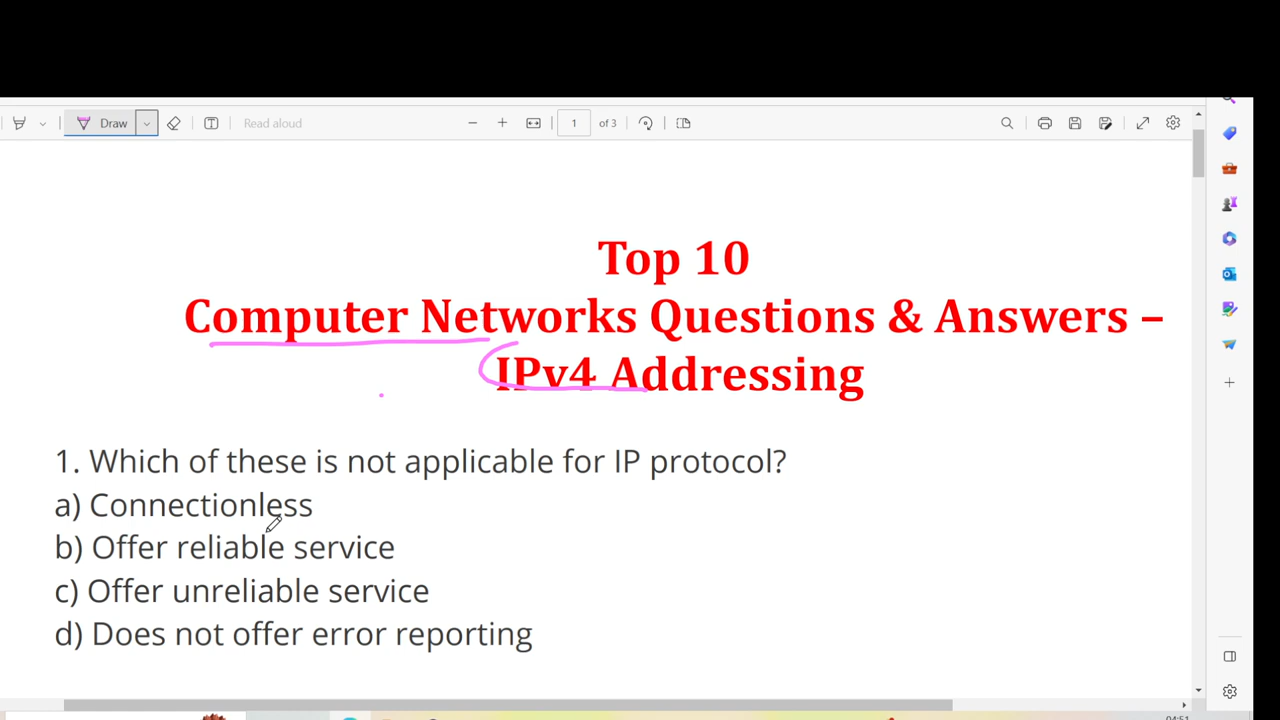 Draw
Read aloud
1
of 3
Top 10
Computer Networks Questions & Answers –
IPv4 Addressing
1. Which of these is not applicable for IP protocol?
a) Connectionless
b) Offer reliable service
c) Offer unreliable service
d) Does not offer error reporting